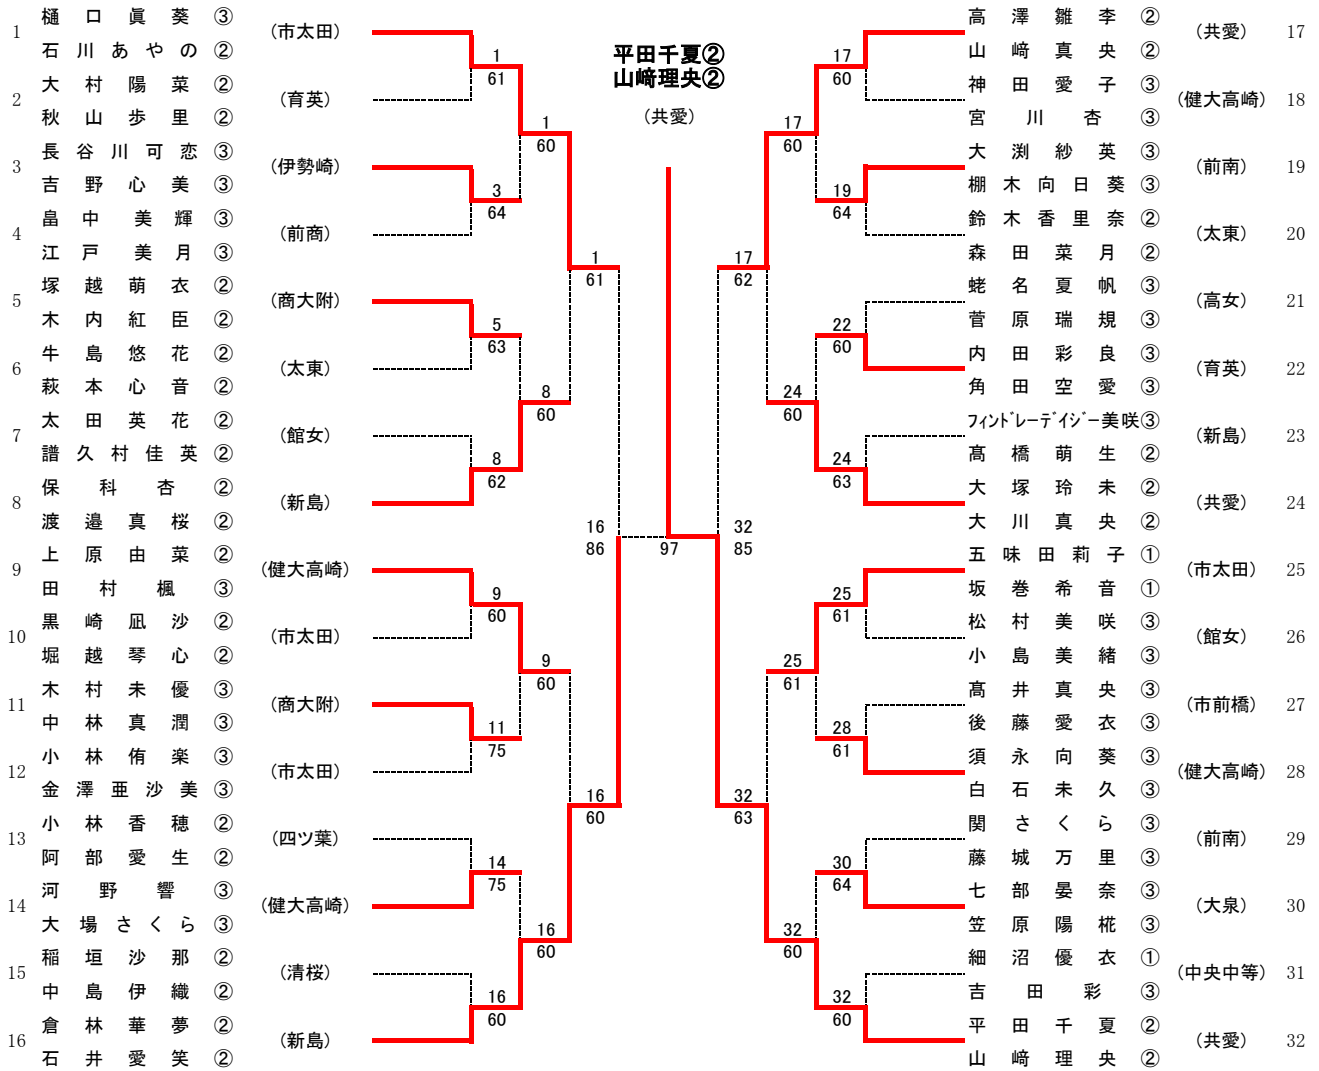 平田千夏②
山﨑理央②
(共愛)
1 樋口眞葵③ (市太田)
石川あやの②
2 大村陽菜② (育英)
秋山歩里②
3 長谷川可恋③ (伊勢崎)
吉野心美③
4 畠中美輝③ (前商)
江戸美月③
5 塚越萌衣② (商大附)
木内紅臣②
6 牛島悠花② (太東)
萩本心音②
7 太田英花② (館女)
譜久村佳英②
8 保科杏② (新島)
渡邉真桜②
9 上原由菜② (健大高崎)
田村楓③
10 黒崎凪沙② (市太田)
堀越琴心②
11 木村未優③ (商大附)
中林真潤③
12 小林侑楽③ (市太田)
金澤亜沙美③
13 小林香穂② (四ツ葉)
阿部愛生②
14 河野響③ (健大高崎)
大場さくら③
15 稲垣沙那② (清桜)
中島伊織②
16 倉林華夢② (新島)
石井愛笑②
1
61
3
64
5
63
8
62
9
60
11
75
14
75
16
60
1
60
8
60
9
60
16
60
1
61
16
60
16
86
97
32
85
17
62
32
63
17
60
24
60
25
61
32
60
17
60
19
64
22
60
24
63
25
61
28
61
30
64
32
60
高澤雛李② (共愛) 17
山﨑真央②
神田愛子③ (健大高崎) 18
宮川杏③
大渕紗英③ (前南) 19
棚木向日葵③
鈴木香里奈② (太東) 20
森田菜月②
蛯名夏帆③ (高女) 21
菅原瑞規③
内田彩良③ (育英) 22
角田空愛③
フィンドレーデイジー美咲③ (新島) 23
髙橋萌生②
大塚玲未② (共愛) 24
大川真央②
五味田莉子① (市太田) 25
坂巻希音①
松村美咲③ (館女) 26
小島美緒③
髙井真央③ (市前橋) 27
後藤愛衣③
須永向葵③ (健大高崎) 28
白石未久③
関さくら③ (前南) 29
藤城万里③
七部晏奈③ (大泉) 30
笠原陽椛③
細沼優衣① (中央中等) 31
吉田彩③
平田千夏② (共愛) 32
山﨑理央②